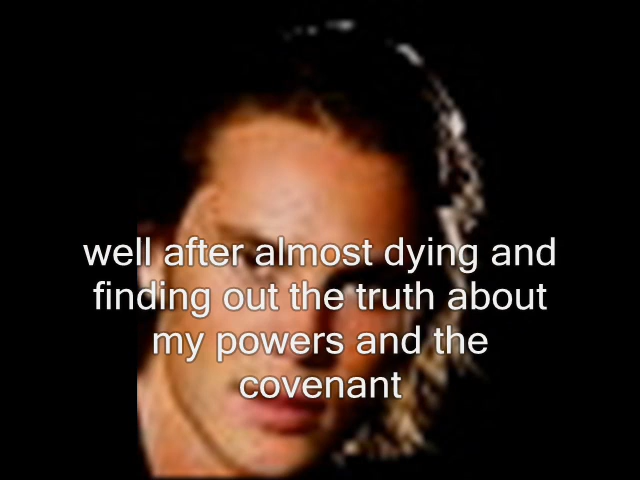 well after almost dying and
finding out the truth about
my powers and the
covenant